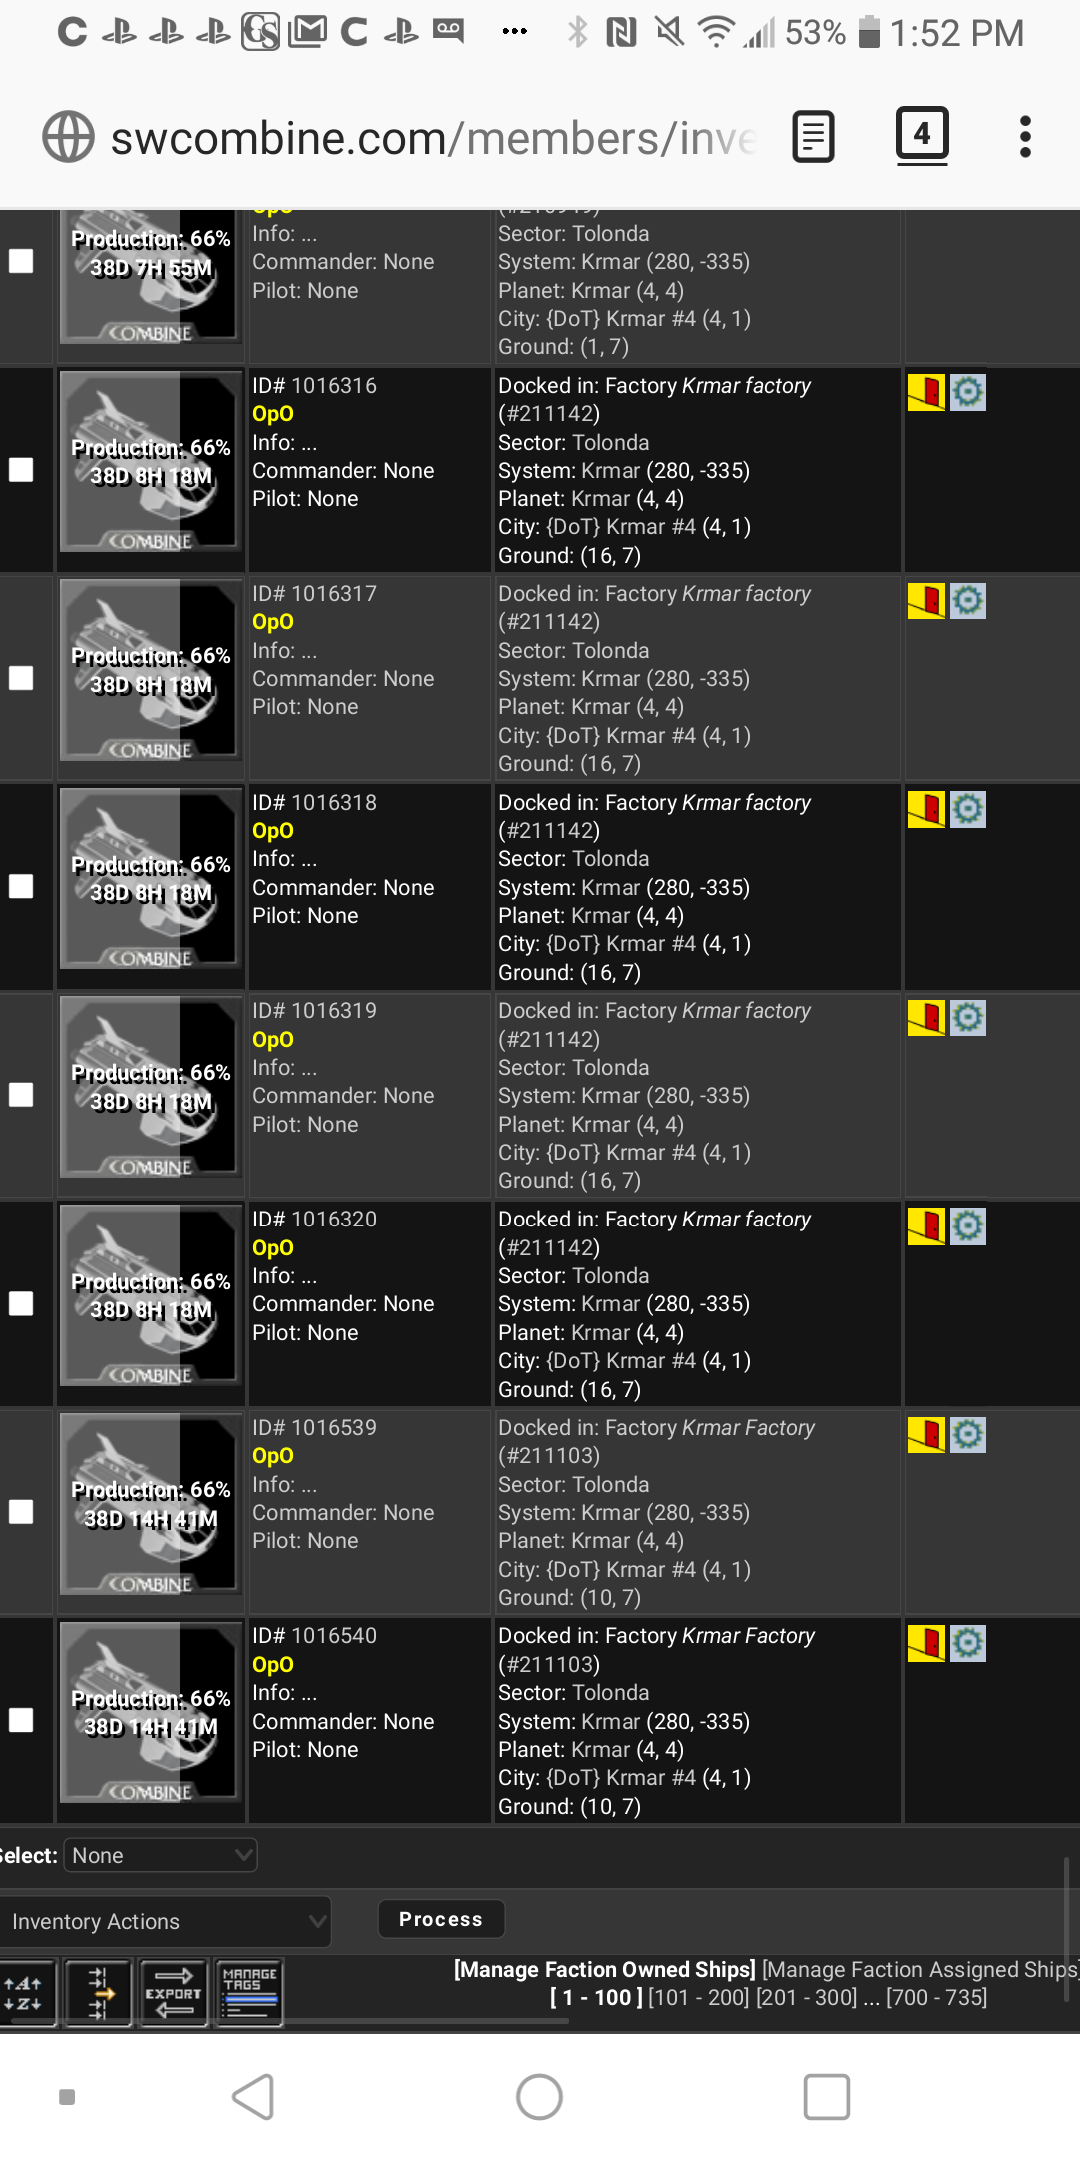 53% 1:52 PM
swcombine.com/members/inve
4
OpO
Production: 66%
38D 7H 55M
COMBINE
Info: ...
Commander: None
Pilot: None
Sector: Tolonda
System: Krmar (280, -335)
Planet: Krmar (4, 4)
City: {DoT} Krmar #4 (4, 1)
Ground: (1, 7)
Production: 66%
38D 8H 18M
COMBINE
ID# 1016316
OpO
Info: ...
Commander: None
Pilot: None
Docked in: Factory Krmar factory
(#211142)
Sector: Tolonda
System: Krmar (280, -335)
Planet: Krmar (4, 4)
City: {DoT} Krmar #4 (4, 1)
Ground: (16, 7)
Production: 66%
38D 8H 18M
COMBINE
ID# 1016317
OpO
Info: ...
Commander: None
Pilot: None
Docked in: Factory Krmar factory
(#211142)
Sector: Tolonda
System: Krmar (280, -335)
Planet: Krmar (4, 4)
City: {DoT} Krmar #4 (4, 1)
Ground: (16, 7)
Production: 66%
38D 8H 18M
COMBINE
ID# 1016318
OpO
Info: ...
Commander: None
Pilot: None
Docked in: Factory Krmar factory
(#211142)
Sector: Tolonda
System: Krmar (280, -335)
Planet: Krmar (4, 4)
City: {DoT} Krmar #4 (4, 1)
Ground: (16, 7)
Production: 66%
38D 8H 18M
COMBINE
ID# 1016319
OpO
Info: ...
Commander: None
Pilot: None
Docked in: Factory Krmar factory
(#211142)
Sector: Tolonda
System: Krmar (280, -335)
Planet: Krmar (4, 4)
City: {DoT} Krmar #4 (4, 1)
Ground: (16, 7)
Production: 66%
38D 8H 18M
COMBINE
ID# 1016320
OpO
Info: ...
Commander: None
Pilot: None
Docked in: Factory Krmar factory
(#211142)
Sector: Tolonda
System: Krmar (280, -335)
Planet: Krmar (4, 4)
City: {DoT} Krmar #4 (4, 1)
Ground: (16, 7)
Production: 66%
38D 14H 41M
COMBINE
ID# 1016539
OpO
Info: ...
Commander: None
Pilot: None
Docked in: Factory Krmar Factory
(#211103)
Sector: Tolonda
System: Krmar (280, -335)
Planet: Krmar (4, 4)
City: {DoT} Krmar #4 (4, 1)
Ground: (10, 7)
Production: 66%
38D 14H 41M
COMBINE
ID# 1016540
OpO
Info: ...
Commander: None
Pilot: None
Docked in: Factory Krmar Factory
(#211103)
Sector: Tolonda
System: Krmar (280, -335)
Planet: Krmar (4, 4)
City: {DoT} Krmar #4 (4, 1)
Ground: (10, 7)
Select: None
Inventory Actions
Process
A
Z
EXPORT
MANAGE
TAGS
[Manage Faction Owned Ships] [Manage Faction Assigned Ships]
[ 1 - 100 ] [101 - 200] [201 - 300] ... [700 - 735]